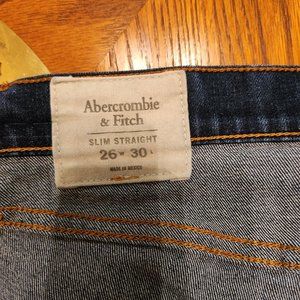 Abercrombie
& Fitch
SLIM STRAIGHT
26 W 30 L
MADE IN MEXICO